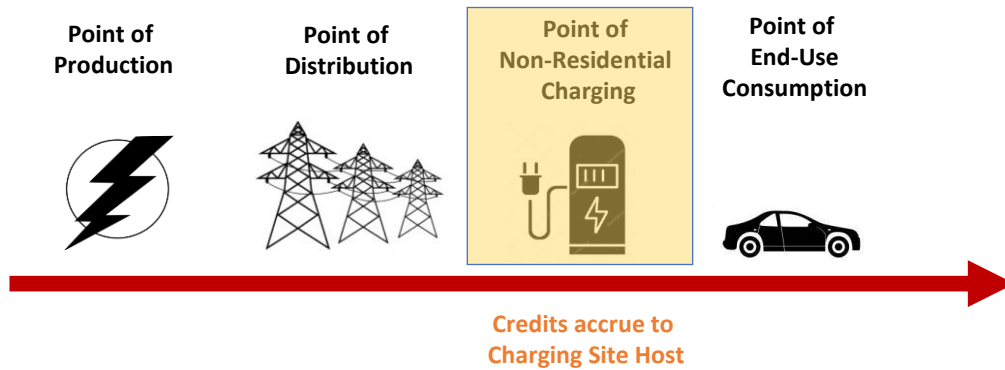 Point of
Production
Point of
Distribution
Point of
Non-Residential
Charging
Point of
End-Use
Consumption
Credits accrue to
Charging Site Host